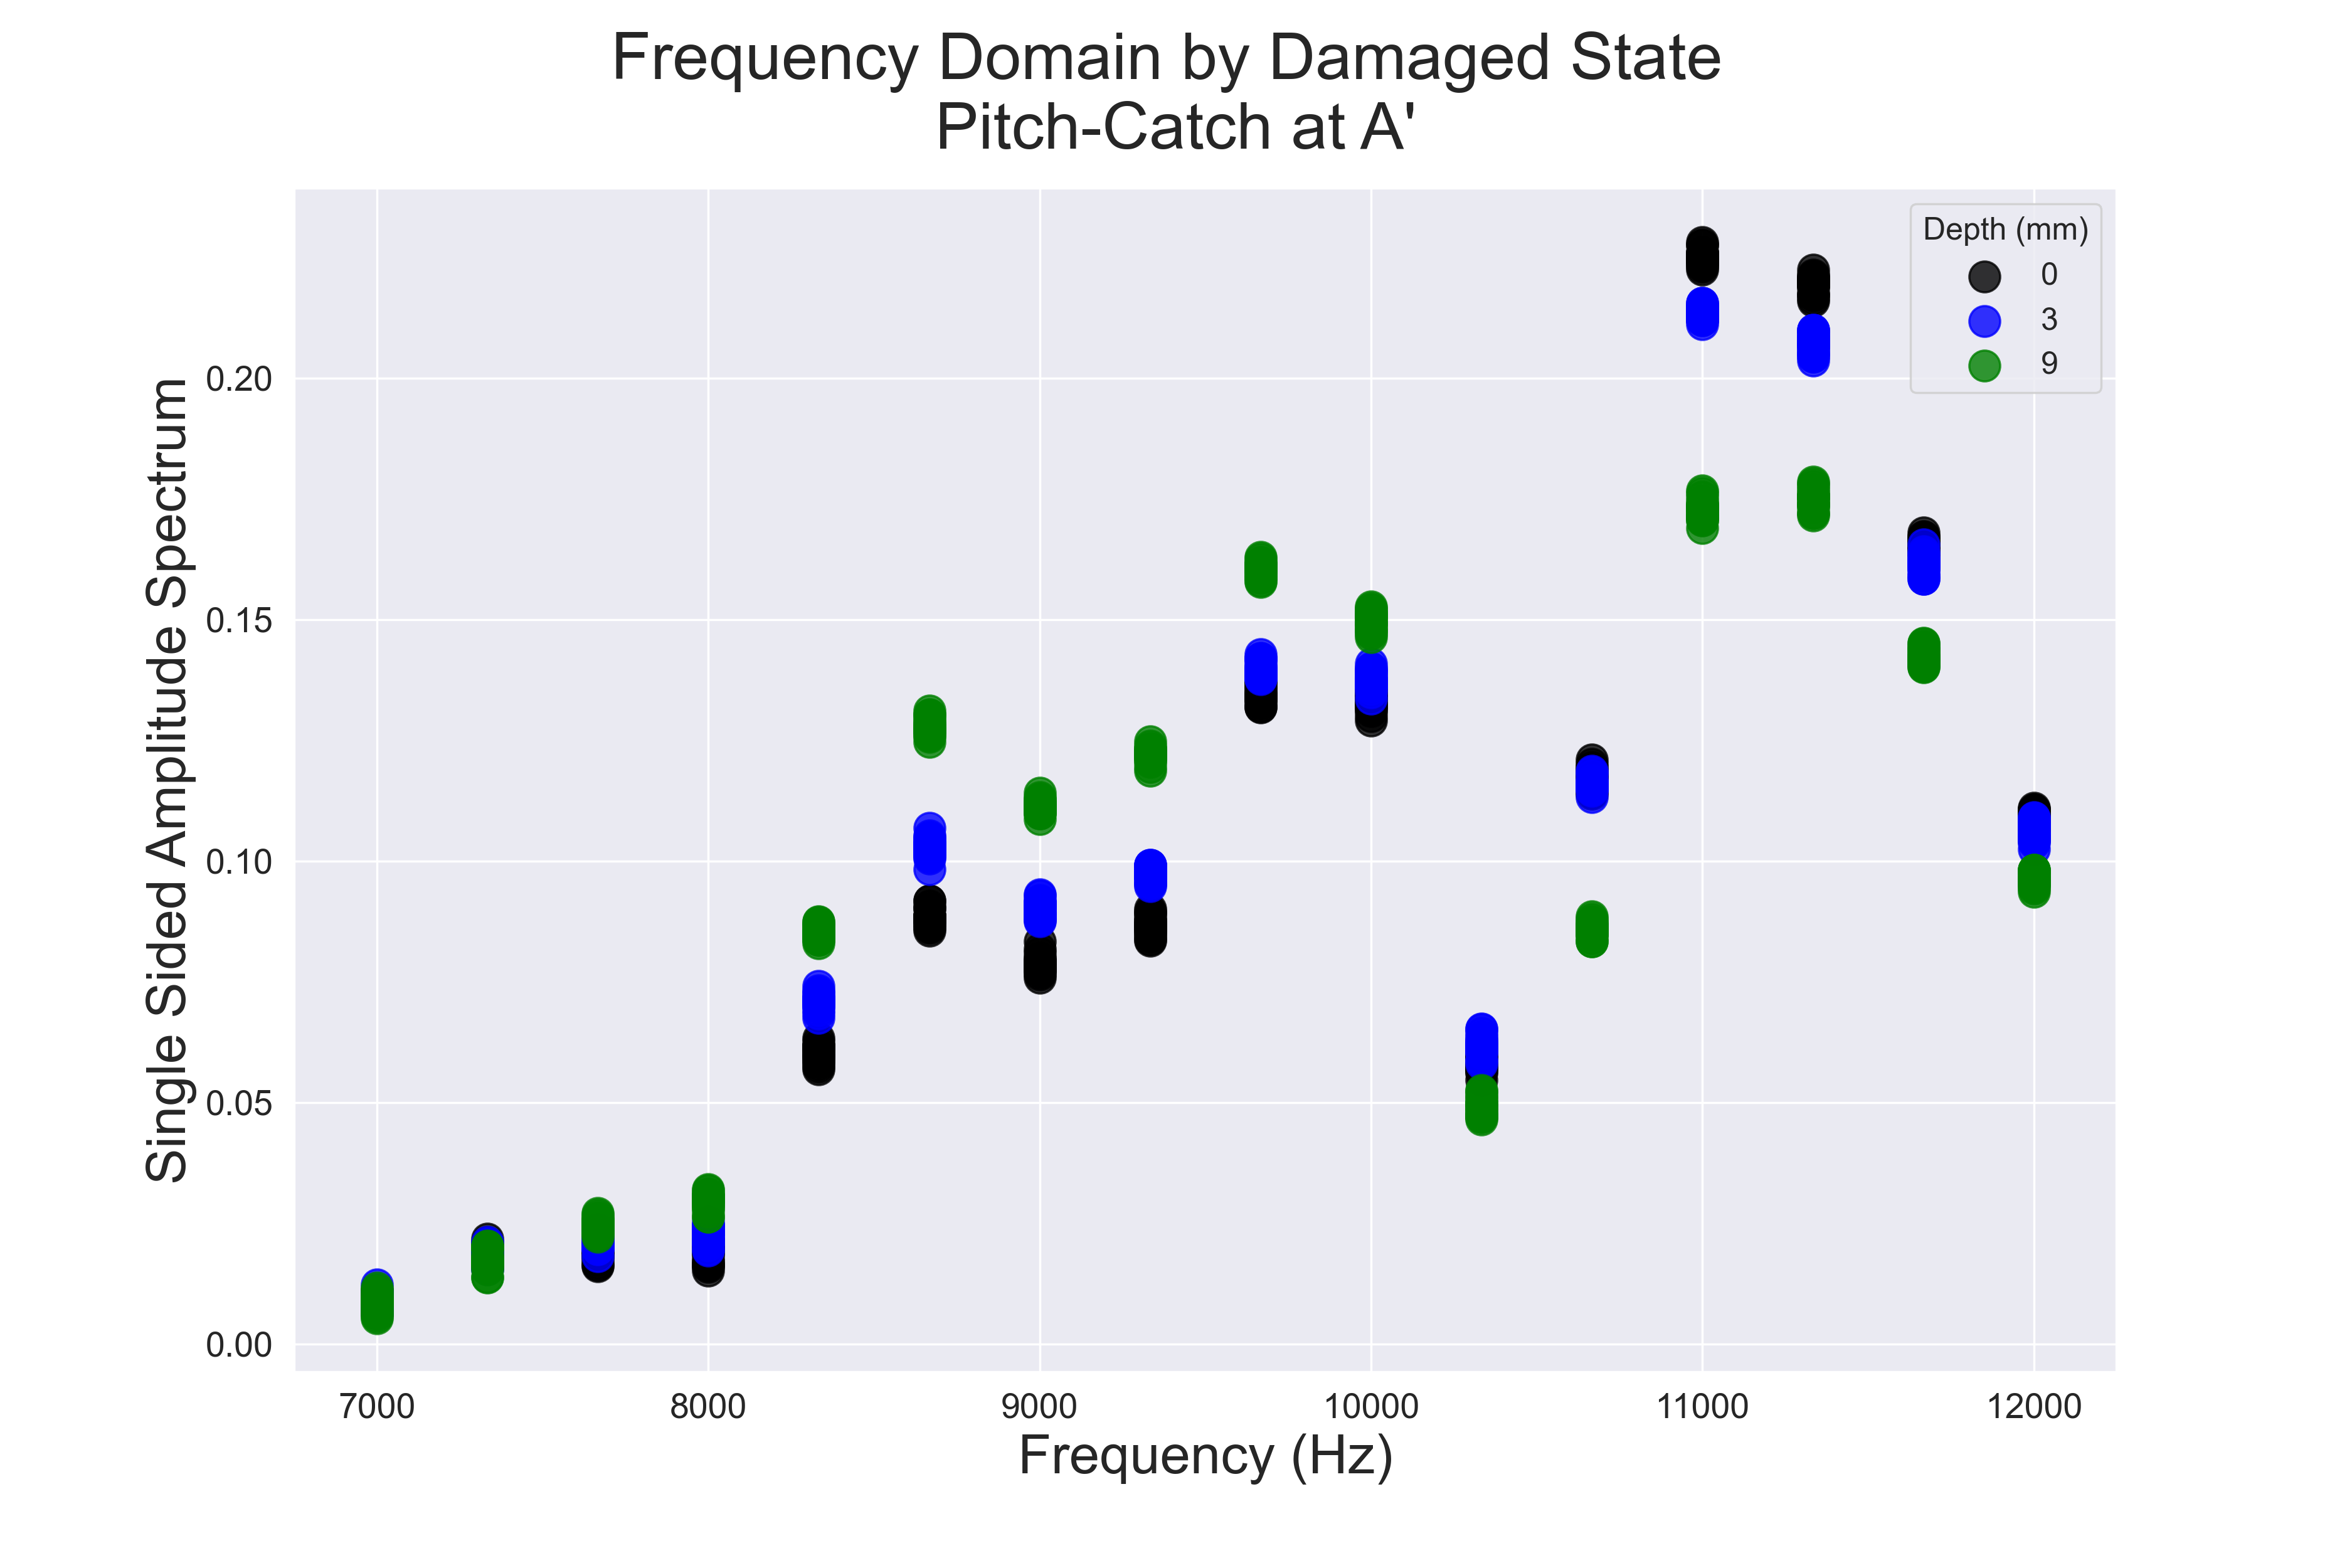 Frequency Domain by Damaged State
Pitch-Catch at A'
Single Sided Amplitude Spectrum
0.20
0.15
0.10
0.05
0.00
Depth (mm)
0
3
9
7000 8000 9000 10000 11000 12000
Frequency (Hz)